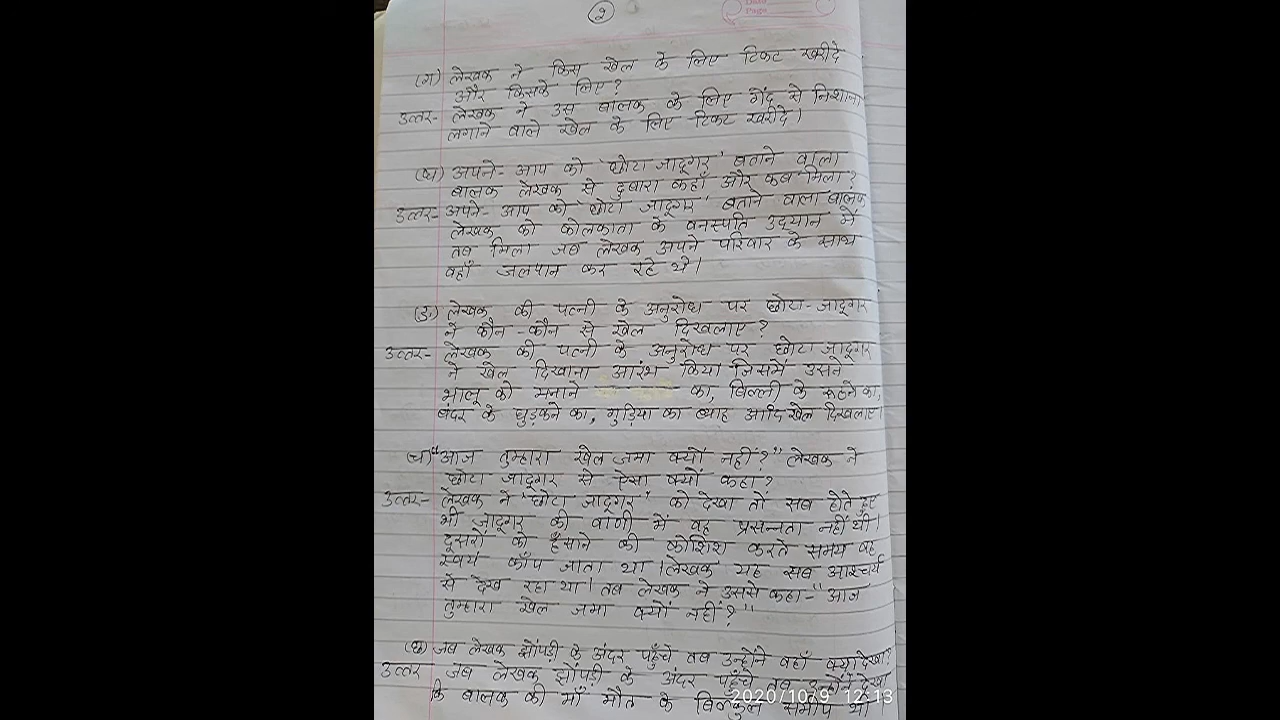 २
Date
Page
(ग) लेखक ने किस खेल के लिए टिकट खरीदे
और किसके लिए?
उत्तर- लेखक ने उस बालक के लिए गेंद से निशाना
लगाने वाले खेल के लिए टिकट खरीदे।
(घ) अपने-आप को 'छोटा जादूगर' बताने वाला
बालक लेखक से दुबारा कहाँ और कब मिला?
उत्तर- अपने-आप को 'छोटा जादूगर' बताने वाला बालक
लेखक को कोलकाता के वनस्पति उद्यान में
तब मिला जब लेखक अपने परिवार के साथ
वहाँ जलपान कर रहे थे।
(ङ) लेखक की पत्नी के अनुरोध पर छोटा-जादूगर
ने कौन-कौन से खेल दिखलाए?
उत्तर- लेखक की पत्नी के अनुरोध पर छोटा जादूगर
ने खेल दिखाना आरंभ किया जिसमें उसने
भालू को मनाने का, बिल्ली के रूठने का,
बंदर के घुड़कने का, गुड़िया का ब्याह आदि खेल दिखलाए।
(च) "आज तुम्हारा खेल जमा क्यों नहीं?" लेखक ने
छोटा जादूगर से ऐसा क्यों कहा?
उत्तर- लेखक ने 'छोटा जादूगर' को देखा तो सब होते हुए
भी जादूगर की वाणी में वह प्रसन्नता नहीं थी।
दूसरों को हँसाने की कोशिश करते समय वह
स्वयं काँप जाता था। लेखक यह सब आश्चर्य
से देख रहा था। तब लेखक ने उससे कहा-"आज
तुम्हारा खेल जमा क्यों नहीं?"
(छ) जब लेखक झोंपड़ी के अंदर पहुँचे तब उन्होंने वहाँ क्या देखा?
उत्तर जब लेखक झोंपड़ी के अंदर पहुँचे तब उन्होंने देखा
कि बालक की माँ मौत के बिल्कुल समीप थी।
2020/10/9 12:13